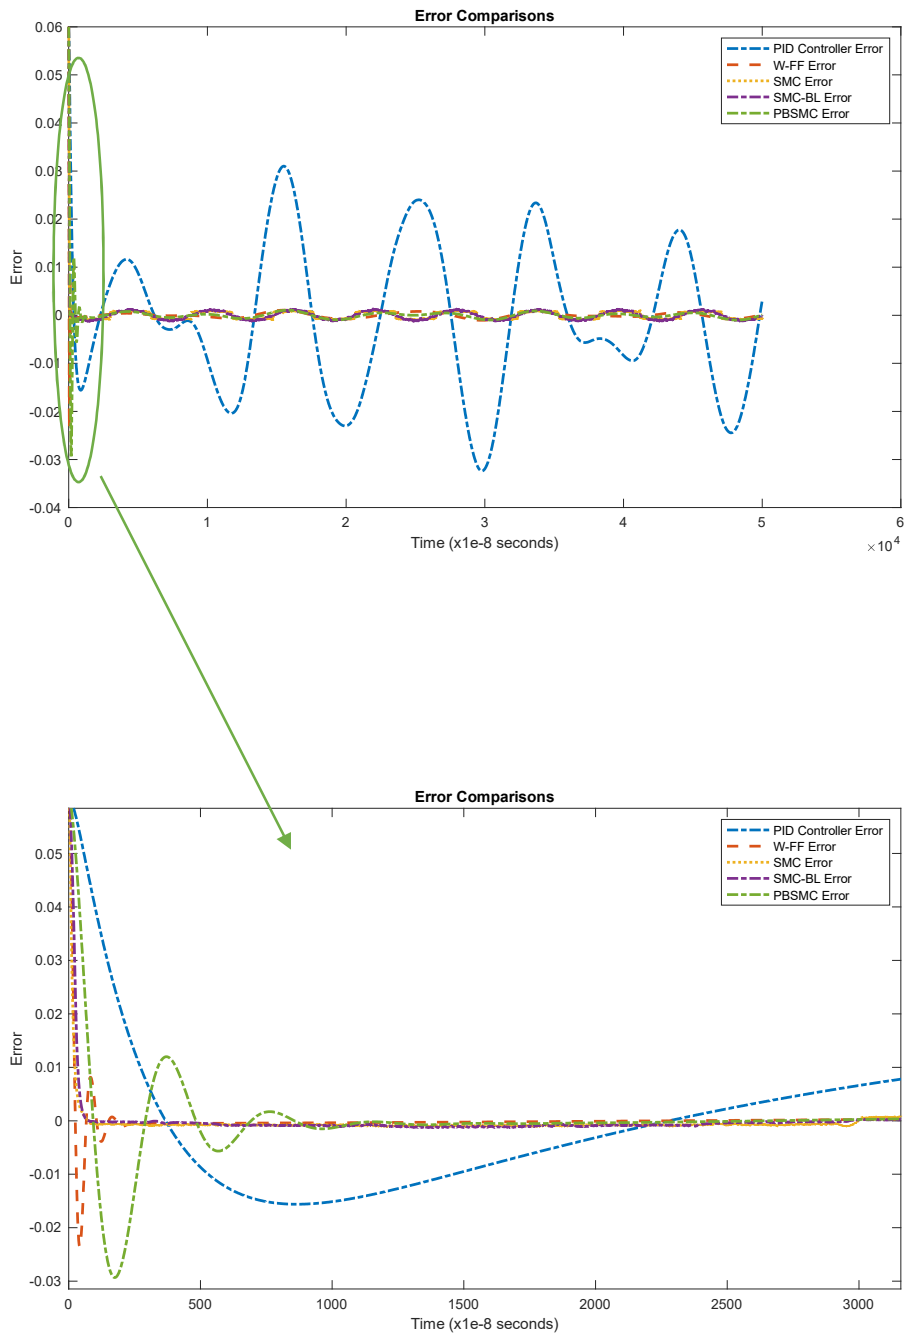 Error Comparisons
0.06
0.05
0.04
0.03
0.02
0.01
0
-0.01
-0.02
-0.03
-0.04
Error
PID Controller Error
W-FF Error
SMC Error
SMC-BL Error
PBSMC Error
0 1 2 3 4 5 6
Time (x1e-8 seconds)
×10^4
Error Comparisons
0.05
0.04
0.03
0.02
0.01
0
-0.01
-0.02
-0.03
Error
PID Controller Error
W-FF Error
SMC Error
SMC-BL Error
PBSMC Error
0 500 1000 1500 2000 2500 3000
Time (x1e-8 seconds)